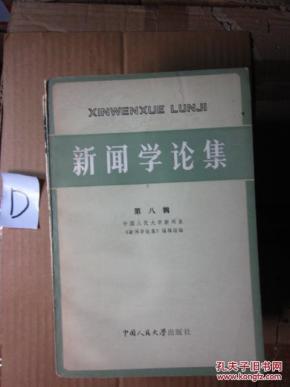 XINWENXUE LUNJI
新闻学论集
第八辑
中国人民大学新闻系
《新闻学论集》编辑组编
D
中国人民大学出版社
孔夫子旧书网